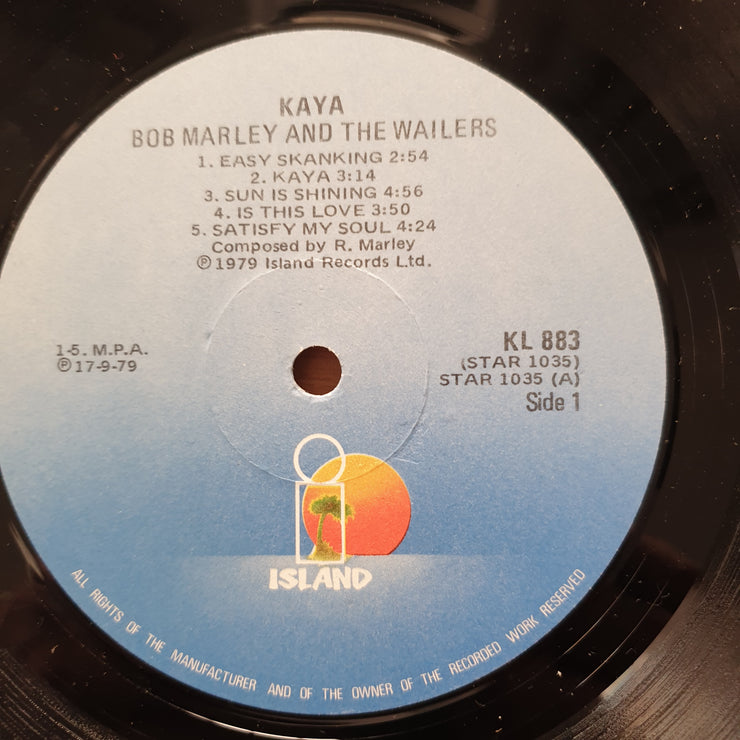 KAYA
BOB MARLEY AND THE WAILERS
1. EASY SKANKING 2:54
2. KAYA 3:14
3. SUN IS SHINING 4:56
4. IS THIS LOVE 3:50
5. SATISFY MY SOUL 4:24
Composed by R. Marley
℗ 1979 Island Records Ltd.
1-5. M.P.A.
℗17-9-79
KL 883
(STAR 1035)
STAR 1035 (A)
Side 1
ISLAND
ALL RIGHTS OF THE MANUFACTURER AND OF THE OWNER OF THE RECORDED WORK RESERVED